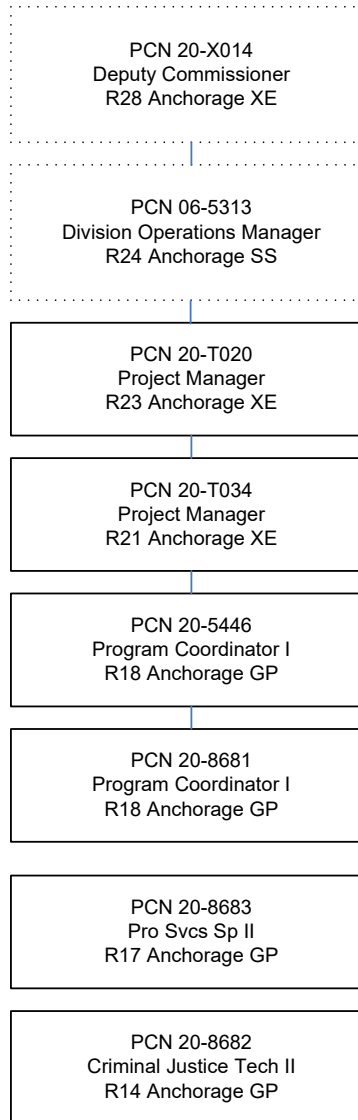 PCN 20-X014
Deputy Commissioner
R28 Anchorage XE
PCN 06-5313
Division Operations Manager
R24 Anchorage SS
PCN 20-T020
Project Manager
R23 Anchorage XE
PCN 20-T034
Project Manager
R21 Anchorage XE
PCN 20-5446
Program Coordinator I
R18 Anchorage GP
PCN 20-8681
Program Coordinator I
R18 Anchorage GP
PCN 20-8683
Pro Svcs Sp II
R17 Anchorage GP
PCN 20-8682
Criminal Justice Tech II
R14 Anchorage GP